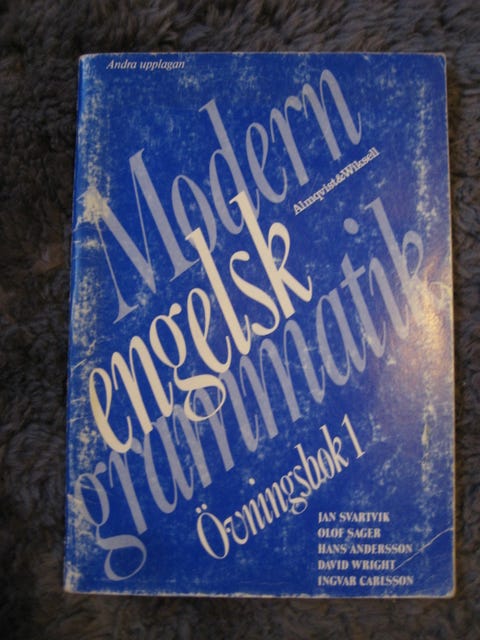 Andra upplagan
Modern
Almqvist&Wiksell
engelsk
grammatik
Övningsbok 1
JAN SVARTVIK
OLOF SAGER
HANS ANDERSSON
DAVID WRIGHT
INGVAR CARLSSON